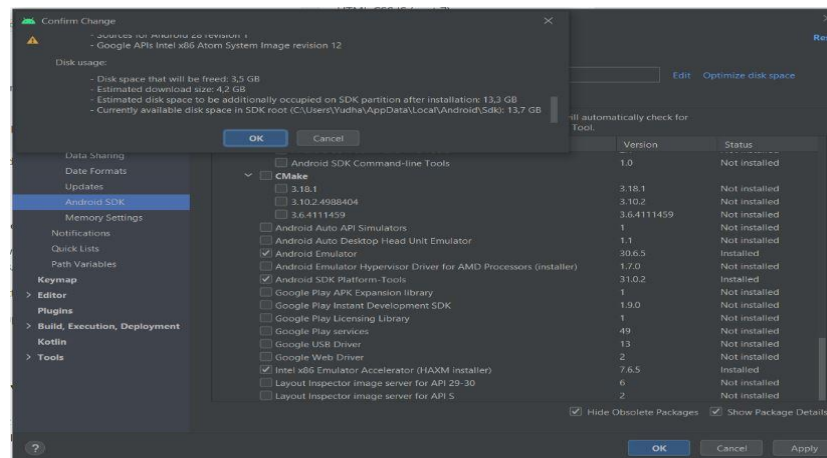 Confirm Change
- Sources for Android 28 revision 1
- Google APIs Intel x86 Atom System Image revision 12
Disk usage:
- Disk space that will be freed: 3,5 GB
- Estimated download size: 4,2 GB
- Estimated disk space to be additionally occupied on SDK partition after installation: 13,3 GB
- Currently available disk space in SDK root (C:\Users\Yudha\AppData\Local\Android\Sdk): 13,7 GB
OK Cancel
Edit Optimize disk space
will automatically check for
Tool.
Version Status
Data Sharing
Date Formats
Updates
Android SDK
Memory Settings
Notifications
Quick Lists
Path Variables
Keymap
Editor
Plugins
Build, Execution, Deployment
Kotlin
Tools
Android SDK Command-line Tools 1.0 Not installed
CMake
3.18.1 3.18.1 Not installed
3.10.2.4988404 3.10.2 Not installed
3.6.4111459 3.6.4111459 Not installed
Android Auto API Simulators 1 Not installed
Android Auto Desktop Head Unit Emulator 1.1 Not installed
Android Emulator 30.6.5 Installed
Android Emulator Hypervisor Driver for AMD Processors (installer) 1.7.0 Not installed
Android SDK Platform-Tools 31.0.2 Installed
Google Play APK Expansion library 1 Not installed
Google Play Instant Development SDK 1.9.0 Not installed
Google Play Licensing Library 1 Not installed
Google Play services 49 Not installed
Google USB Driver 13 Not installed
Google Web Driver 2 Not installed
Intel x86 Emulator Accelerator (HAXM installer) 7.6.5 Installed
Layout Inspector image server for API 29-30 6 Not installed
Layout Inspector image server for API S 2 Not installed
Hide Obsolete Packages Show Package Details
? OK Cancel Apply